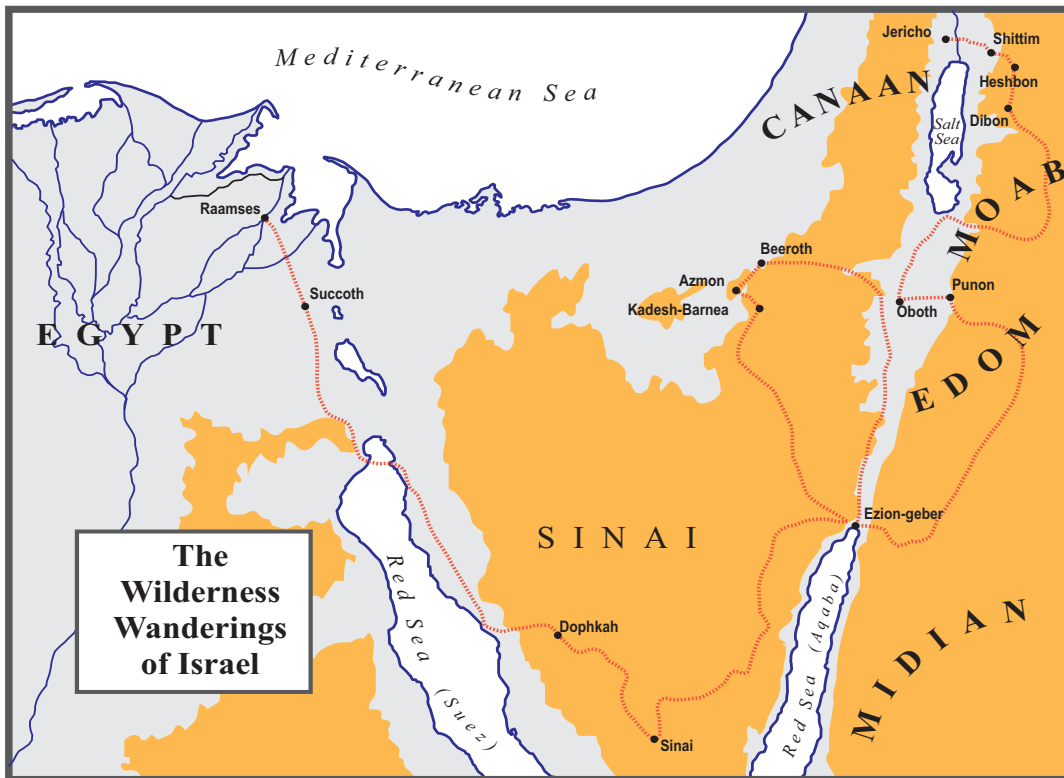 Mediterranean Sea
Jericho
Shittim
CANAAN
Heshbon
Dibon
Salt
Sea
MOAB
Raamses
Beeroth
Azmon
Kadesh-Barnea
Punon
Oboth
Succoth
EGYPT
EDOM
Ezion-geber
SINAI
The
Wilderness
Wanderings
of Israel
Red Sea (Suez)
Red Sea (Aqaba)
MIDIAN
Dophkah
Sinai